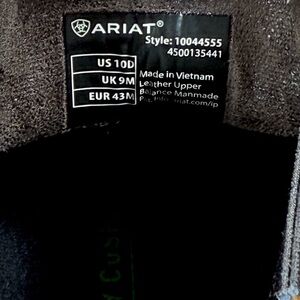 ARIAT
Style: 10044555
4500135441
US 10D
UK 9M
EUR 43M
Made in Vietnam
Leather Upper
Balance Manmade